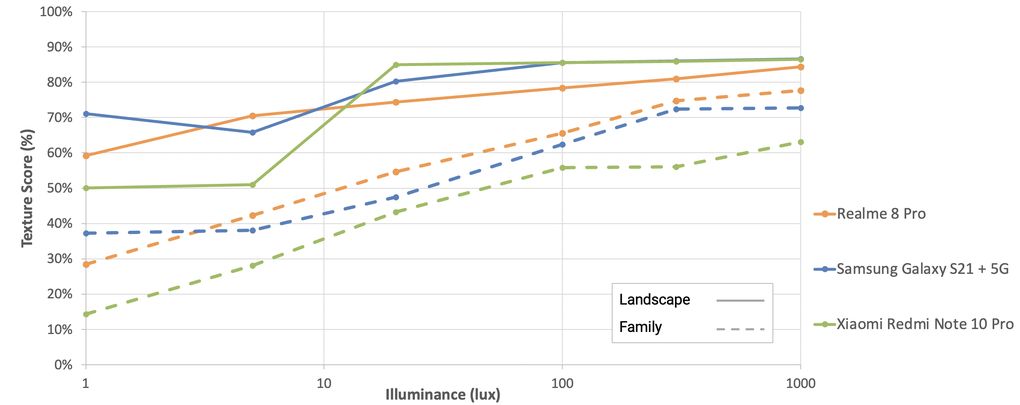 100%
90%
80%
70%
60%
50%
40%
30%
20%
10%
0%
Texture Score (%)
1
10
100
1000
Illuminance (lux)
Landscape
Family
Realme 8 Pro
Samsung Galaxy S21 + 5G
Xiaomi Redmi Note 10 Pro